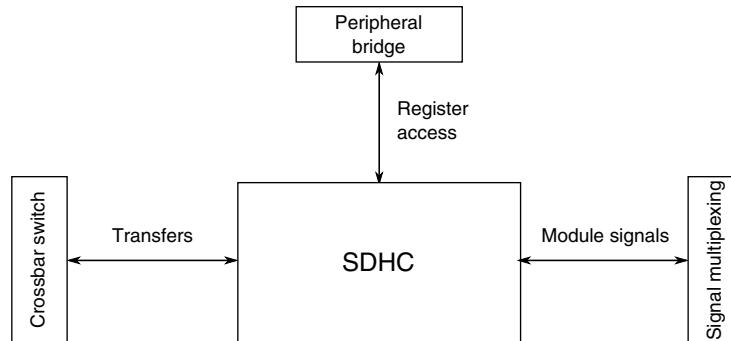 Peripheral
bridge
Register
access
Crossbar switch
Transfers
SDHC
Module signals
Signal multiplexing